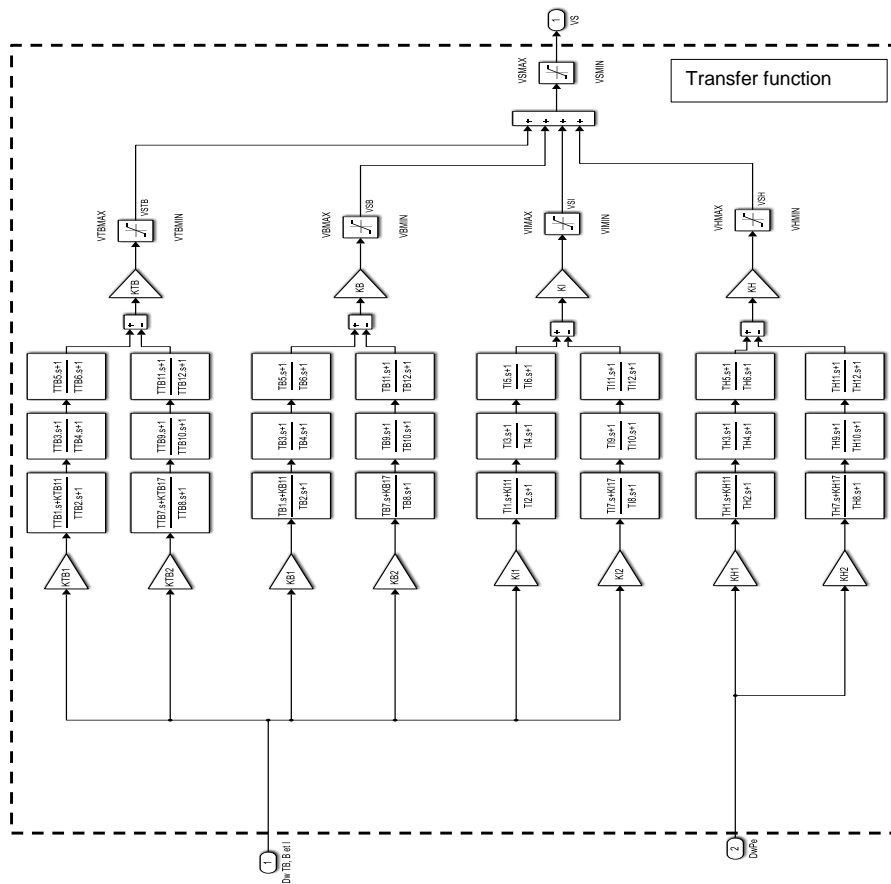 1
VS
VSMAX
VSMIN
Transfer function
+
+
+
+
VTBMAX
VSTB
VTBMIN
VBMAX
VSB
VBMIN
VIMAX
VSI
VIMIN
VHMAX
VSH
VHMIN
KTB
KB
KI
KH
+
-
+
-
+
-
+
-
TTB5.s+1
TTB6.s+1
TTB11.s+1
TTB12.s+1
TB5.s+1
TB6.s+1
TB11.s+1
TB12.s+1
TI5.s+1
TI6.s+1
TI11.s+1
TI12.s+1
TH5.s+1
TH6.s+1
TH11.s+1
TH12.s+1
TTB3.s+1
TTB4.s+1
TTB9.s+1
TTB10.s+1
TB3.s+1
TB4.s+1
TB9.s+1
TB10.s+1
TI3.s+1
TI4.s+1
TI9.s+1
TI10.s+1
TH3.s+1
TH4.s+1
TH9.s+1
TH10.s+1
TTB1.s+KTB11
TTB2.s+1
TTB7.s+KTB17
TTB8.s+1
TB1.s+KB11
TB2.s+1
TB7.s+KB17
TB8.s+1
TI1.s+KI11
TI2.s+1
TI7.s+KI17
TI8.s+1
TH1.s+KH11
TH2.s+1
TH7.s+KH17
TH8.s+1
KTB1
KTB2
KB1
KB2
KI1
KI2
KH1
KH2
1
Dw TB, B et I
2
DwPe